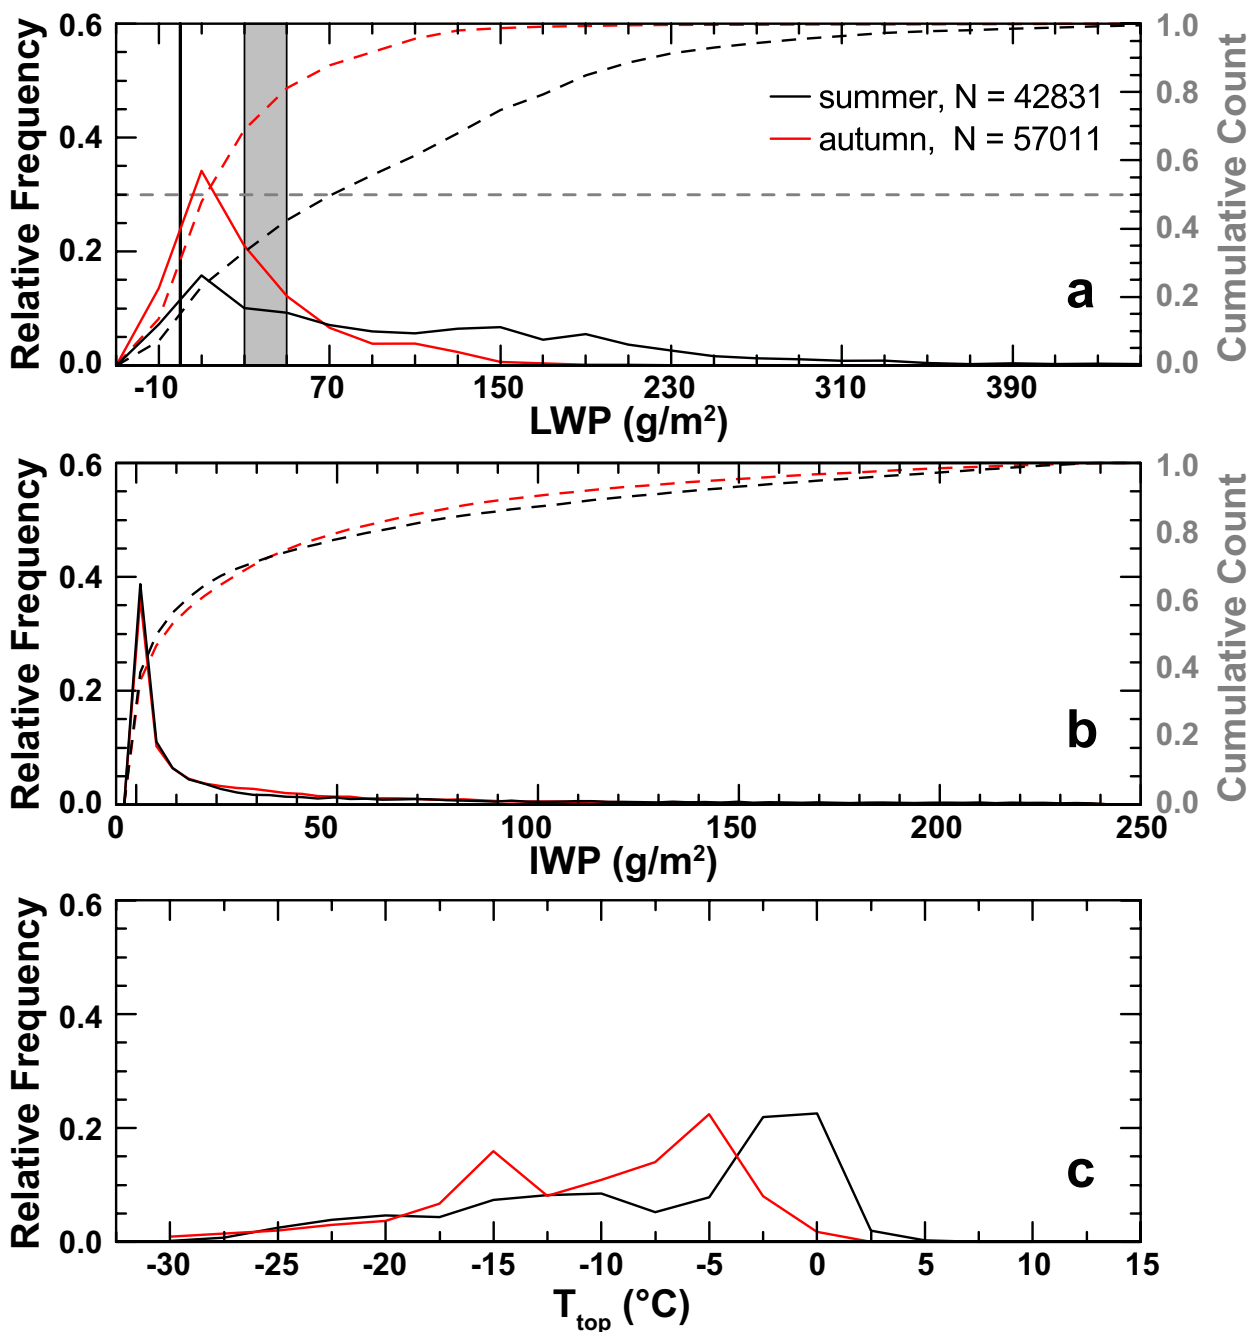 0.6
0.4
0.2
0.0
Relative Frequency
1.0
0.8
0.6
0.4
0.2
0.0
Cumulative Count
summer, N = 42831
autumn, N = 57011
a
-10 70 150 230 310 390
LWP (g/m²)
0.6
0.4
0.2
0.0
Relative Frequency
1.0
0.8
0.6
0.4
0.2
0.0
Cumulative Count
b
0 50 100 150 200 250
IWP (g/m²)
0.6
0.4
0.2
0.0
Relative Frequency
c
-30 -25 -20 -15 -10 -5 0 5 10 15
T_top (°C)